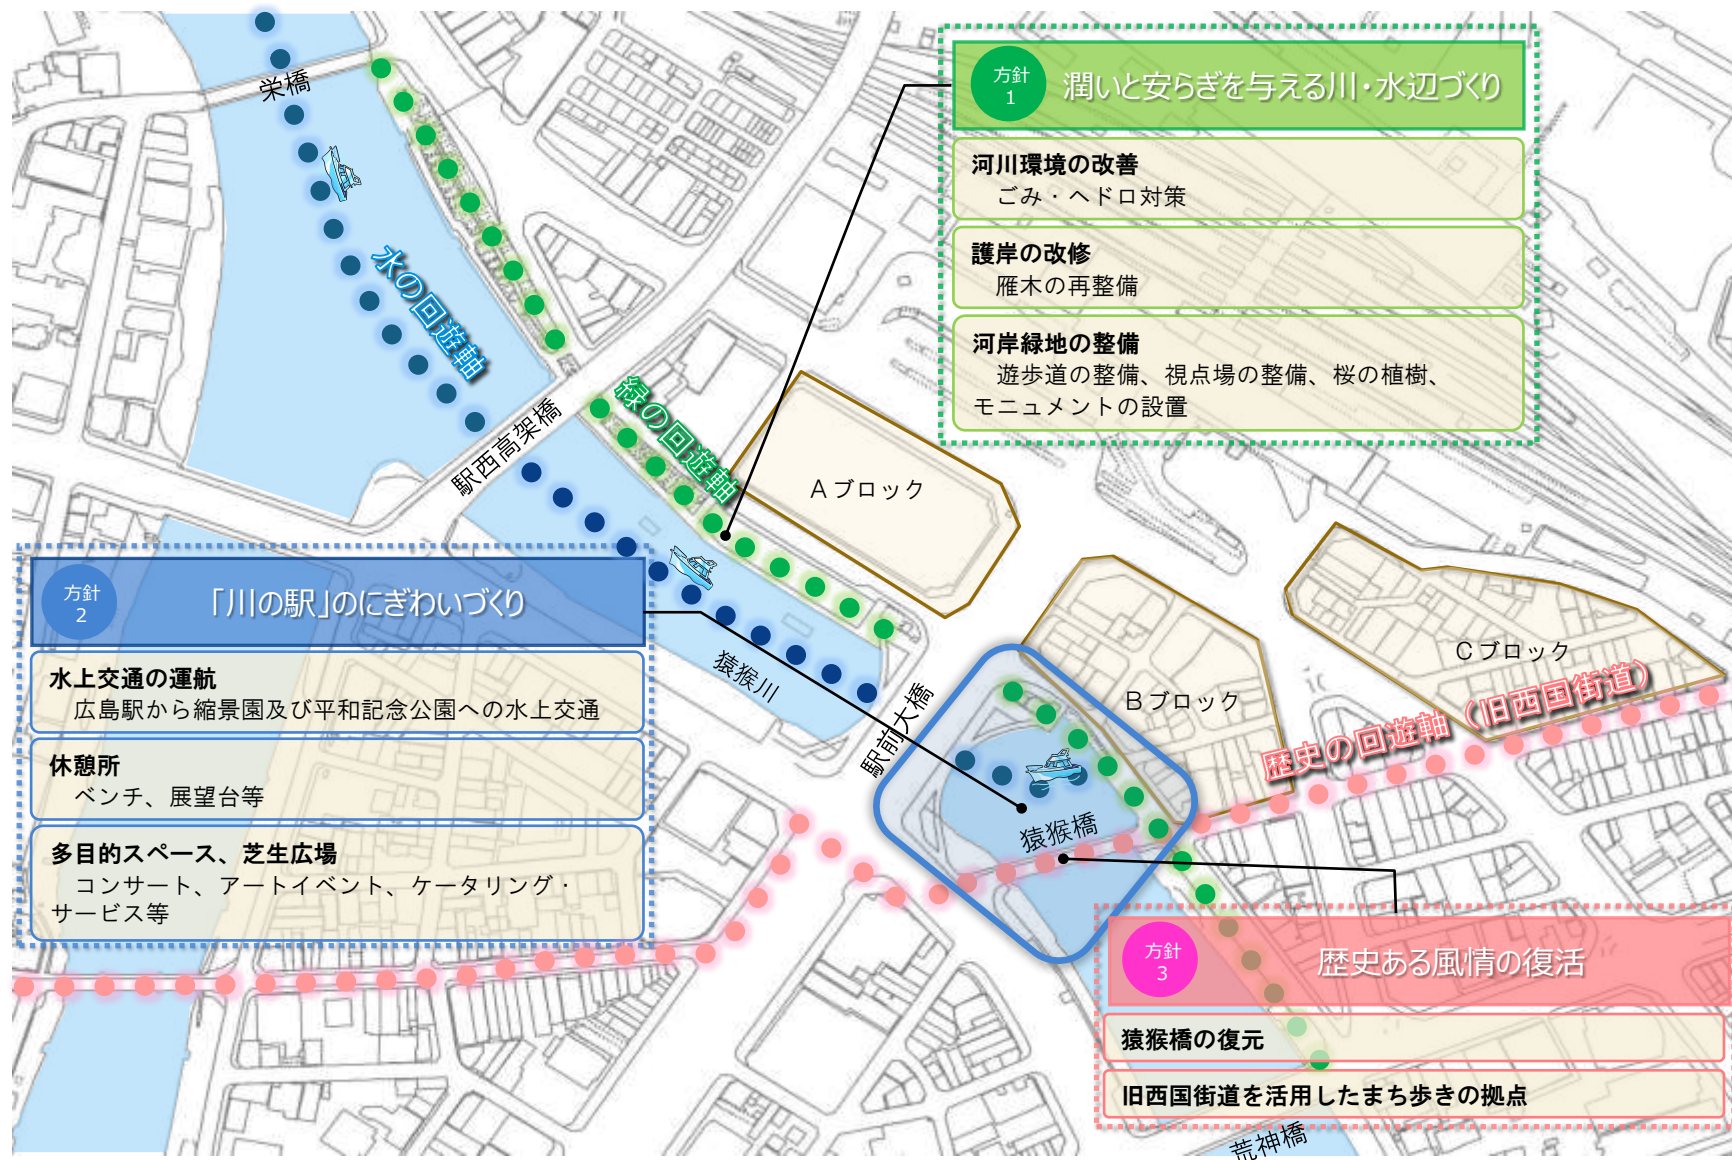 栄橋
水の回遊軸
駅西高架橋
緑の回遊軸
方針
1
潤いと安らぎを与える川・水辺づくり
河川環境の改善
ごみ・ヘドロ対策
護岸の改修
雁木の再整備
河岸緑地の整備
遊歩道の整備、視点場の整備、桜の植樹、
モニュメントの設置
Aブロック
Bブロック
Cブロック
方針
2
「川の駅」のにぎわいづくり
水上交通の運航
広島駅から縮景園及び平和記念公園への水上交通
休憩所
ベンチ、展望台等
多目的スペース、芝生広場
コンサート、アートイベント、ケータリング・
サービス等
猿猴川
駅前大橋
猿猴橋
歴史の回遊軸（旧西国街道）
方針
3
歴史ある風情の復活
猿猴橋の復元
旧西国街道を活用したまち歩きの拠点
荒神橋